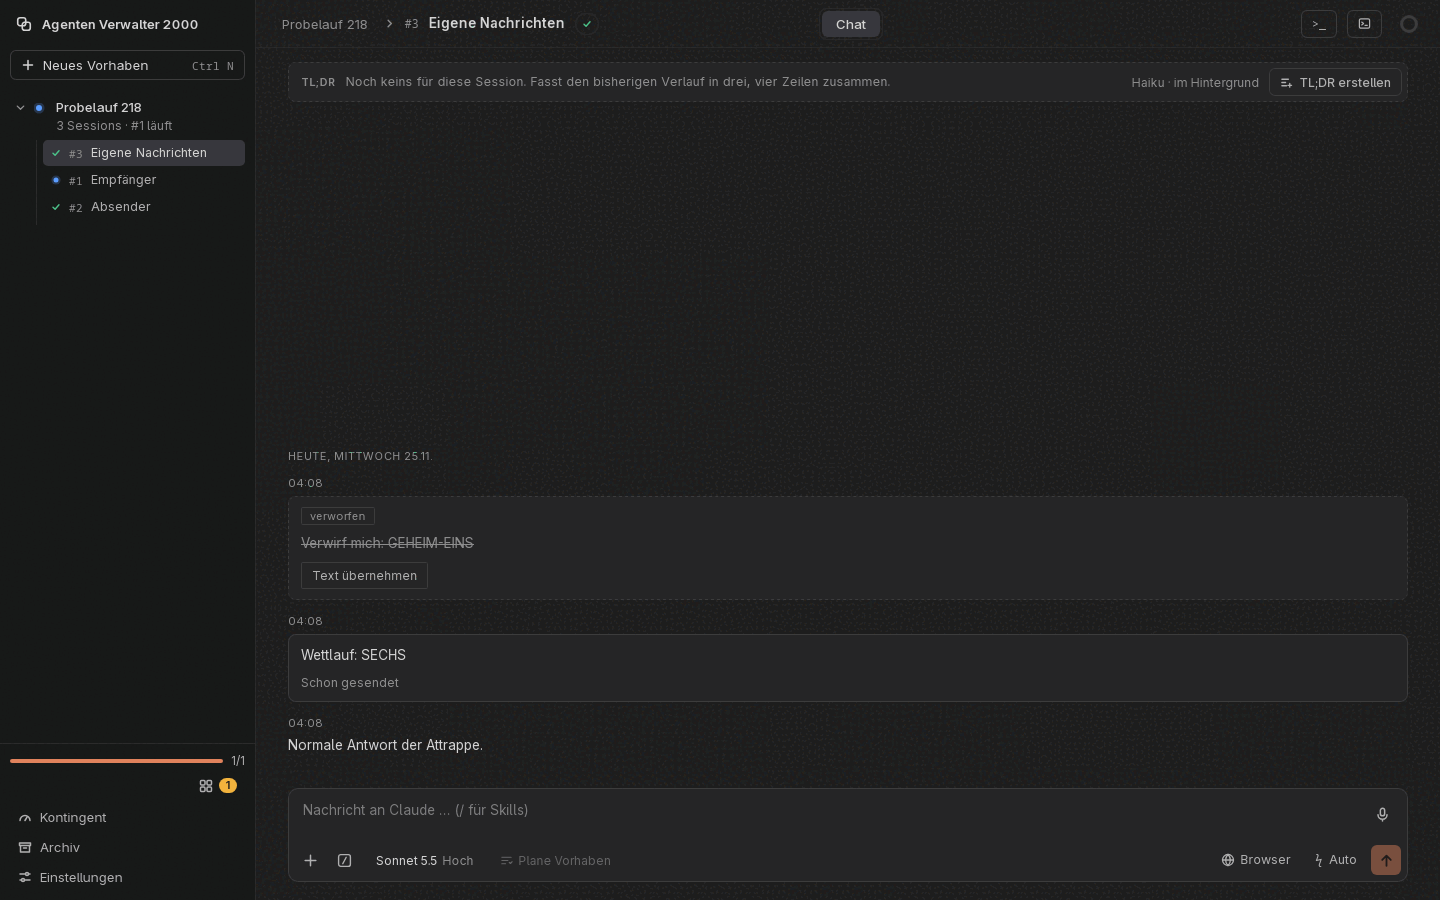 Agenten Verwalter 2000
Neues Vorhaben Ctrl N
Probelauf 218
3 Sessions · #1 läuft
#3 Eigene Nachrichten
#1 Empfänger
#2 Absender
1/1
1
Kontingent
Archiv
Einstellungen
Probelauf 218 #3 Eigene Nachrichten
Chat
>_
TL;DR Noch keins für diese Session. Fasst den bisherigen Verlauf in drei, vier Zeilen zusammen. Haiku · im Hintergrund TL;DR erstellen
HEUTE, MITTWOCH 25.11.
04:08
verworfen
Verwirf mich: GEHEIM-EINS
Text übernehmen
04:08
Wettlauf: SECHS
Schon gesendet
04:08
Normale Antwort der Attrappe.
Nachricht an Claude … (/ für Skills)
Sonnet 5.5 Hoch Plane Vorhaben Browser Auto